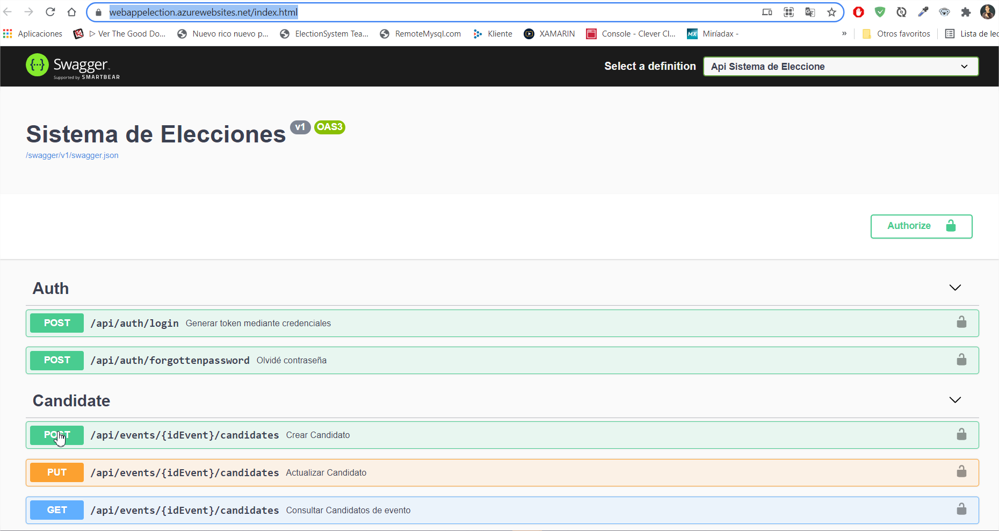 webappelection.azurewebsites.net/index.html
Aplicaciones ▷ Ver The Good Do... Nuevo rico nuevo p... ElectionSystem Tea... RemoteMysql.com Kliente XAMARIN Console - Clever Cl... MX Miríadax - » Otros favoritos Lista de lec
{···} Swagger™ Select a definition Api Sistema de Eleccione
Supported by SMARTBEAR
Sistema de Elecciones v1 OAS3
/swagger/v1/swagger.json
Authorize
Auth
POST /api/auth/login Generar token mediante credenciales
POST /api/auth/forgottenpassword Olvidé contraseña
Candidate
POST /api/events/{idEvent}/candidates Crear Candidato
PUT /api/events/{idEvent}/candidates Actualizar Candidato
GET /api/events/{idEvent}/candidates Consultar Candidatos de evento